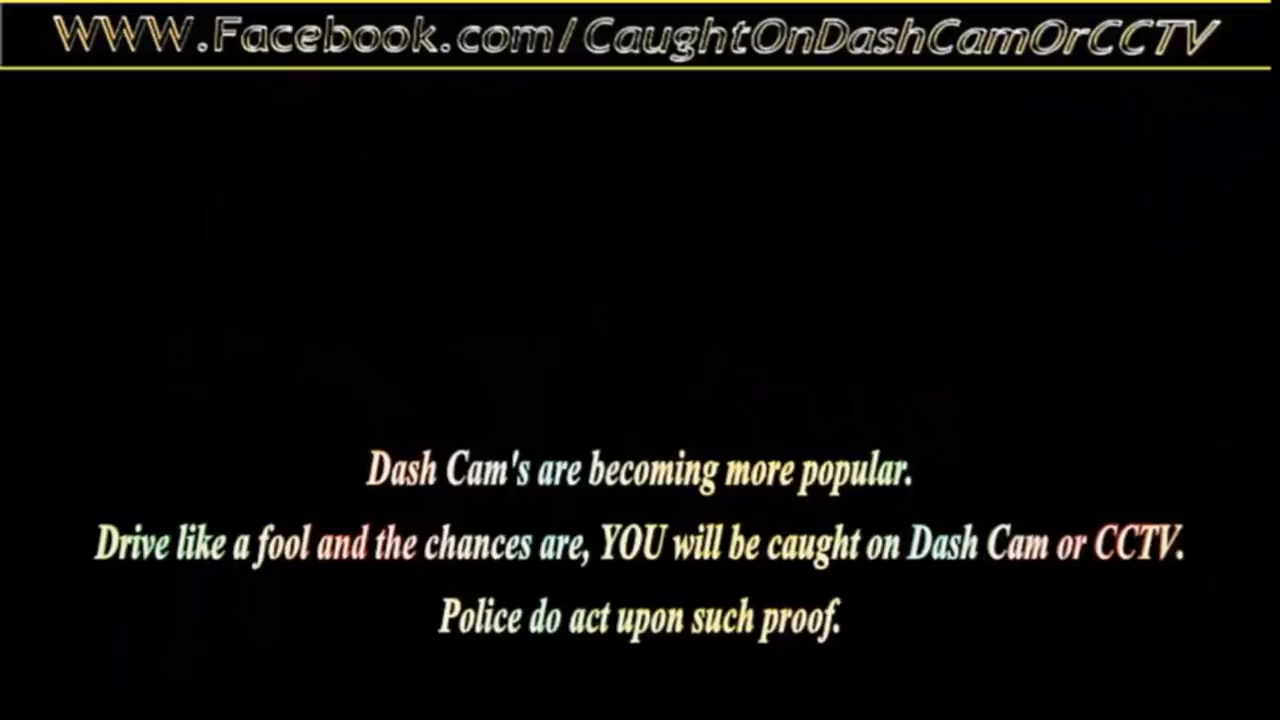 WWW.Facebook.com/CaughtOnDashCamOrCCTV
Dash Cam's are becoming more popular.
Drive like a fool and the chances are, YOU will be caught on Dash Cam or CCTV.
Police do act upon such proof.